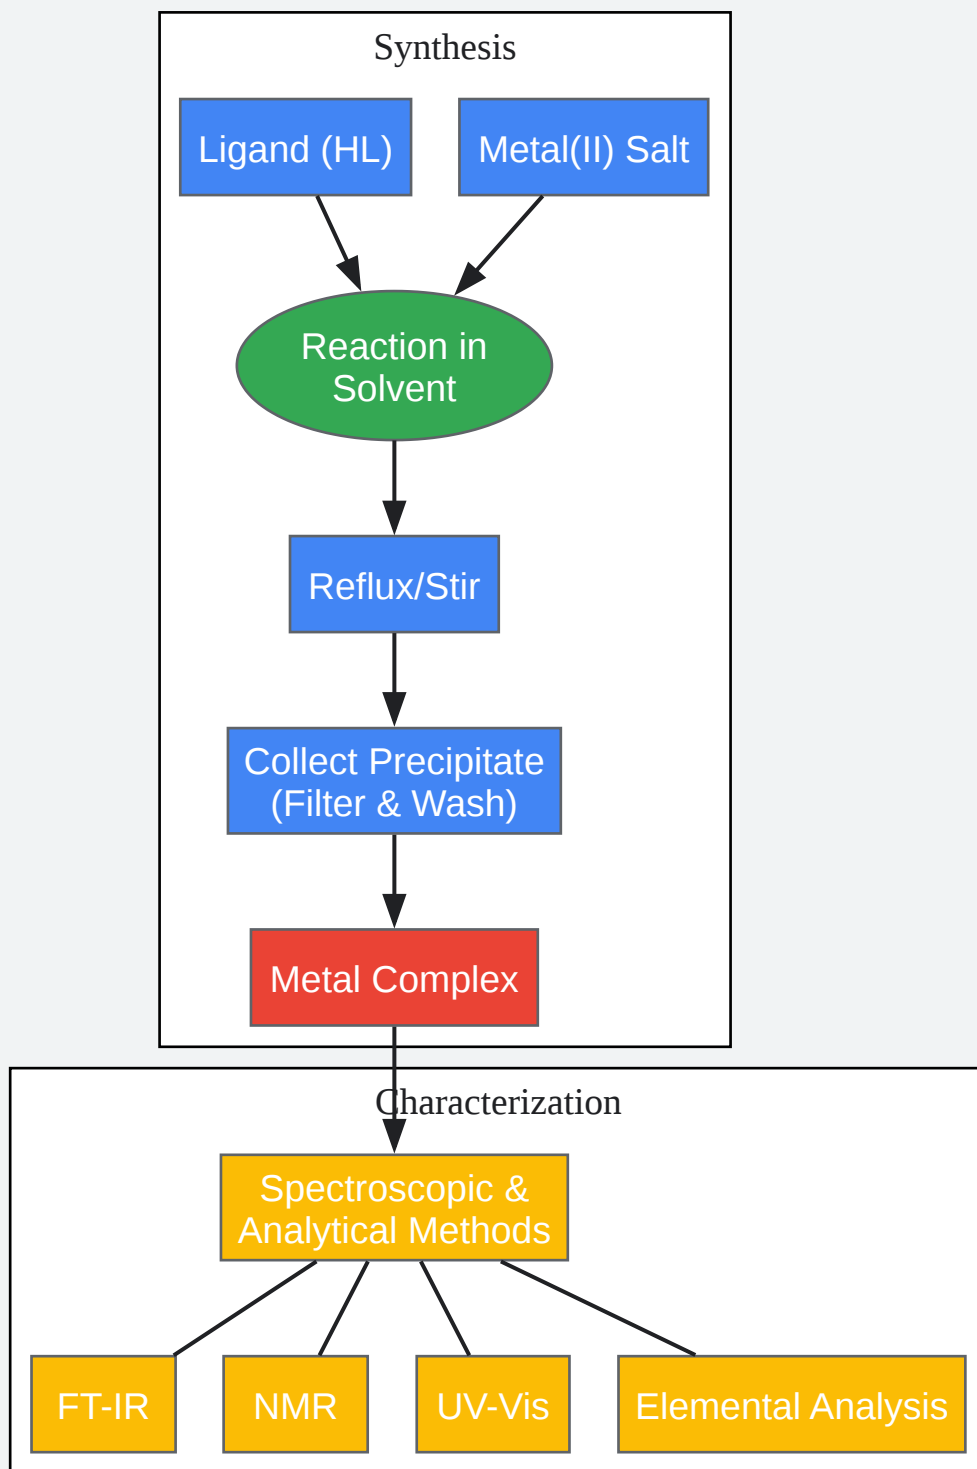 Synthesis
Ligand (HL)
Metal(II) Salt
Reaction in
Solvent
Reflux/Stir
Collect Precipitate
(Filter & Wash)
Metal Complex
Characterization
Spectroscopic &
Analytical Methods
FT-IR
NMR
UV-Vis
Elemental Analysis